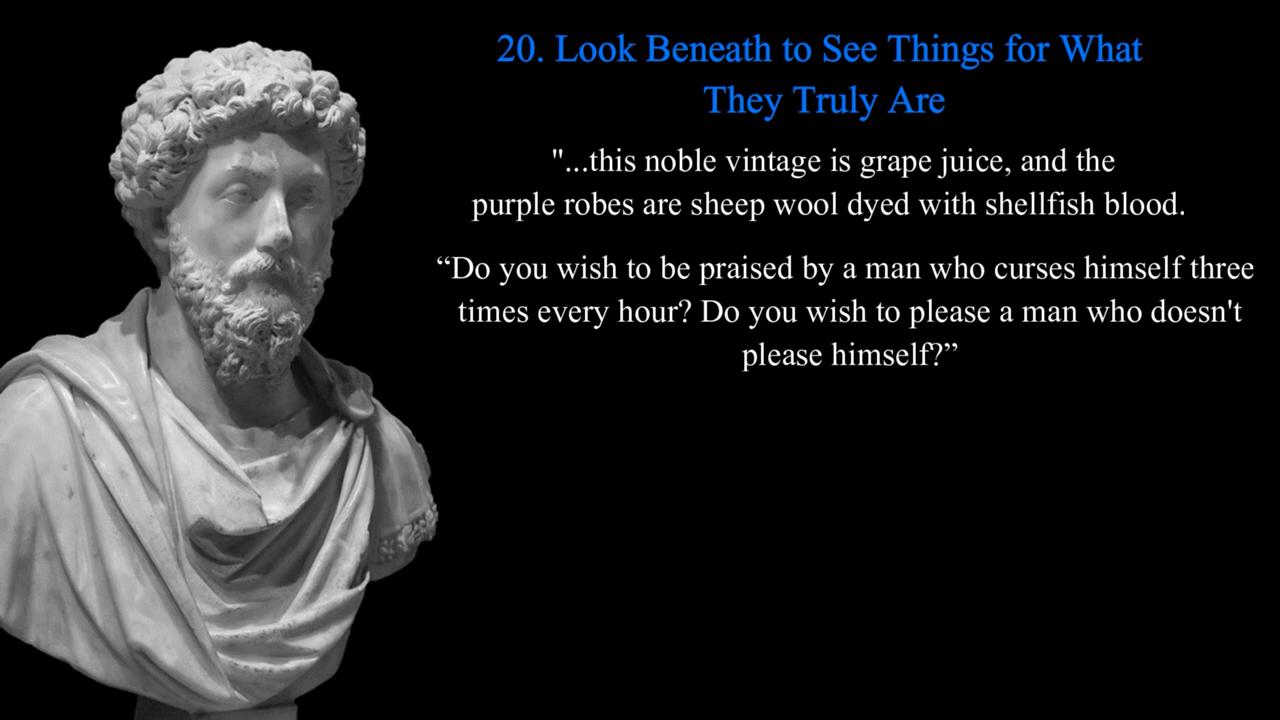 20. Look Beneath to See Things for What
They Truly Are
"...this noble vintage is grape juice, and the
purple robes are sheep wool dyed with shellfish blood.
“Do you wish to be praised by a man who curses himself three
times every hour? Do you wish to please a man who doesn't
please himself?”